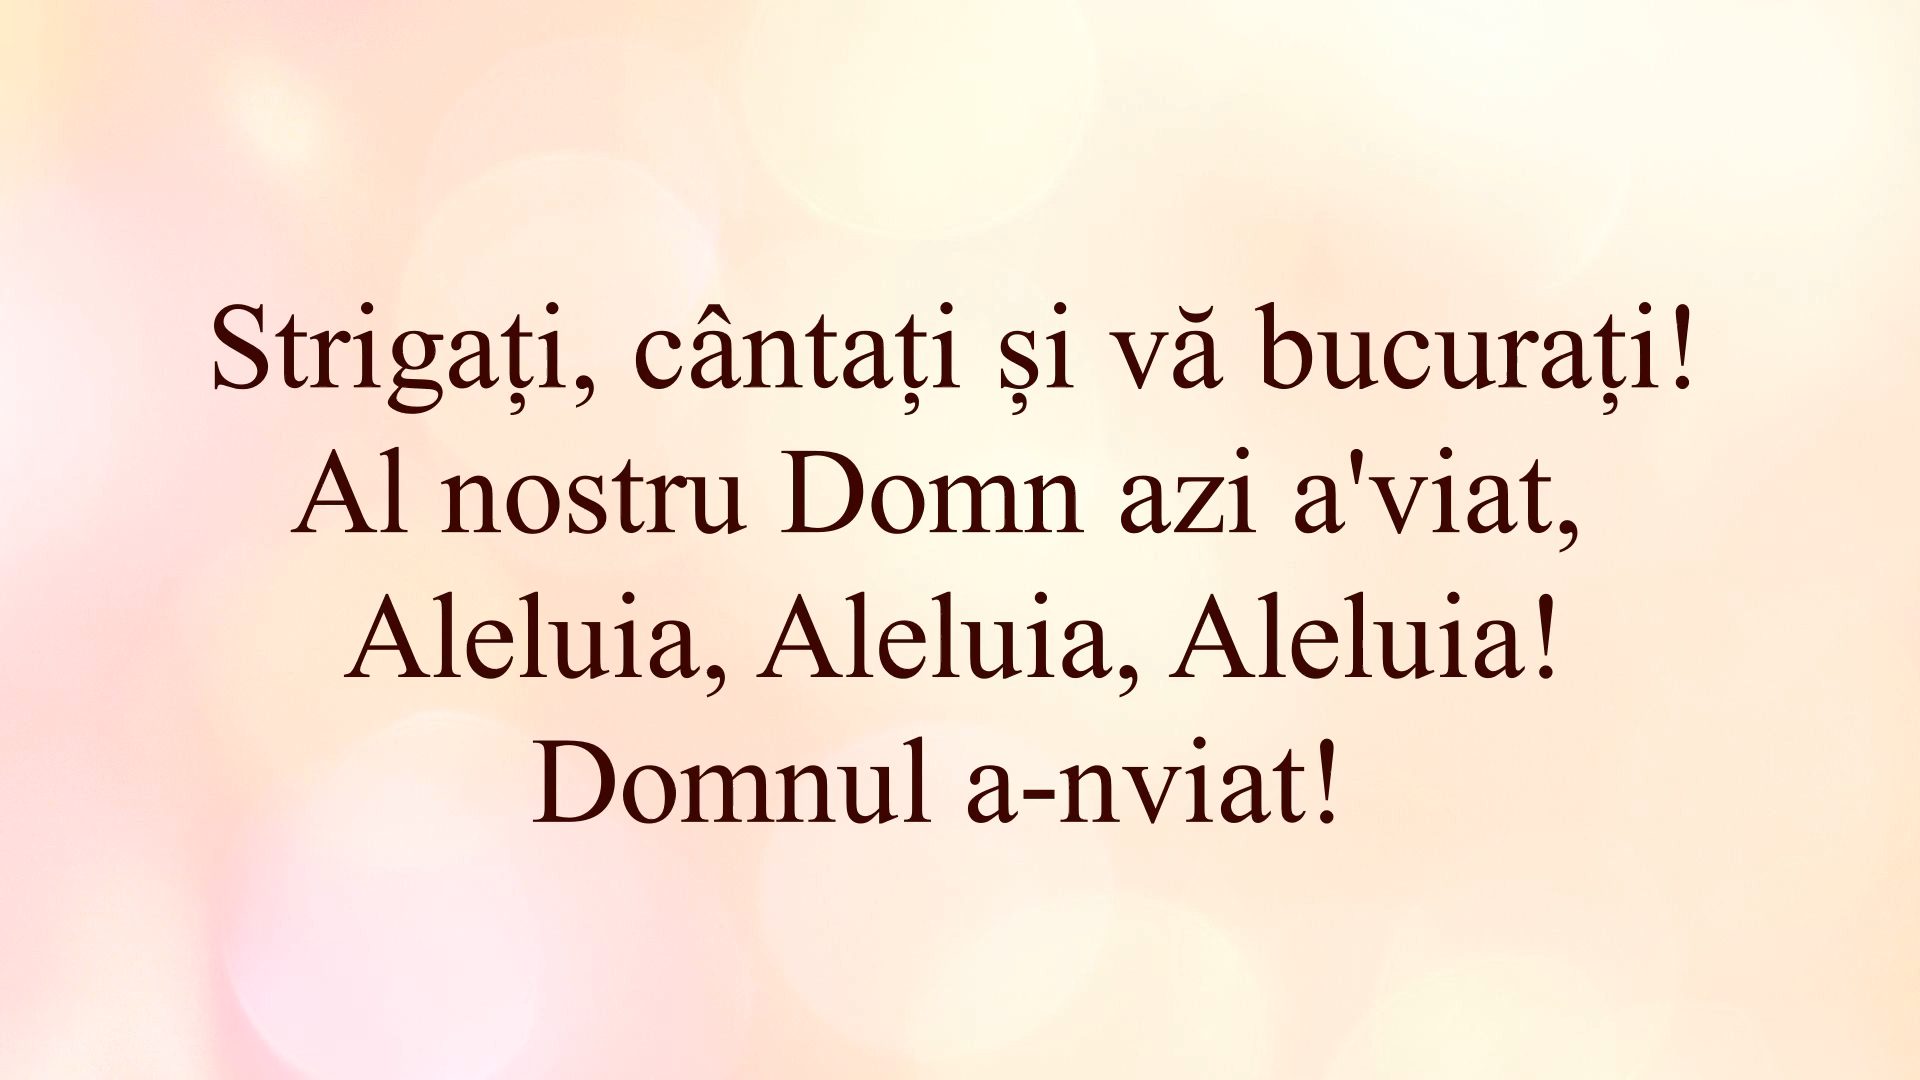 Strigați, cântați și vă bucurați!
Al nostru Domn azi a'viat,
Aleluia, Aleluia, Aleluia!
Domnul a-nviat!